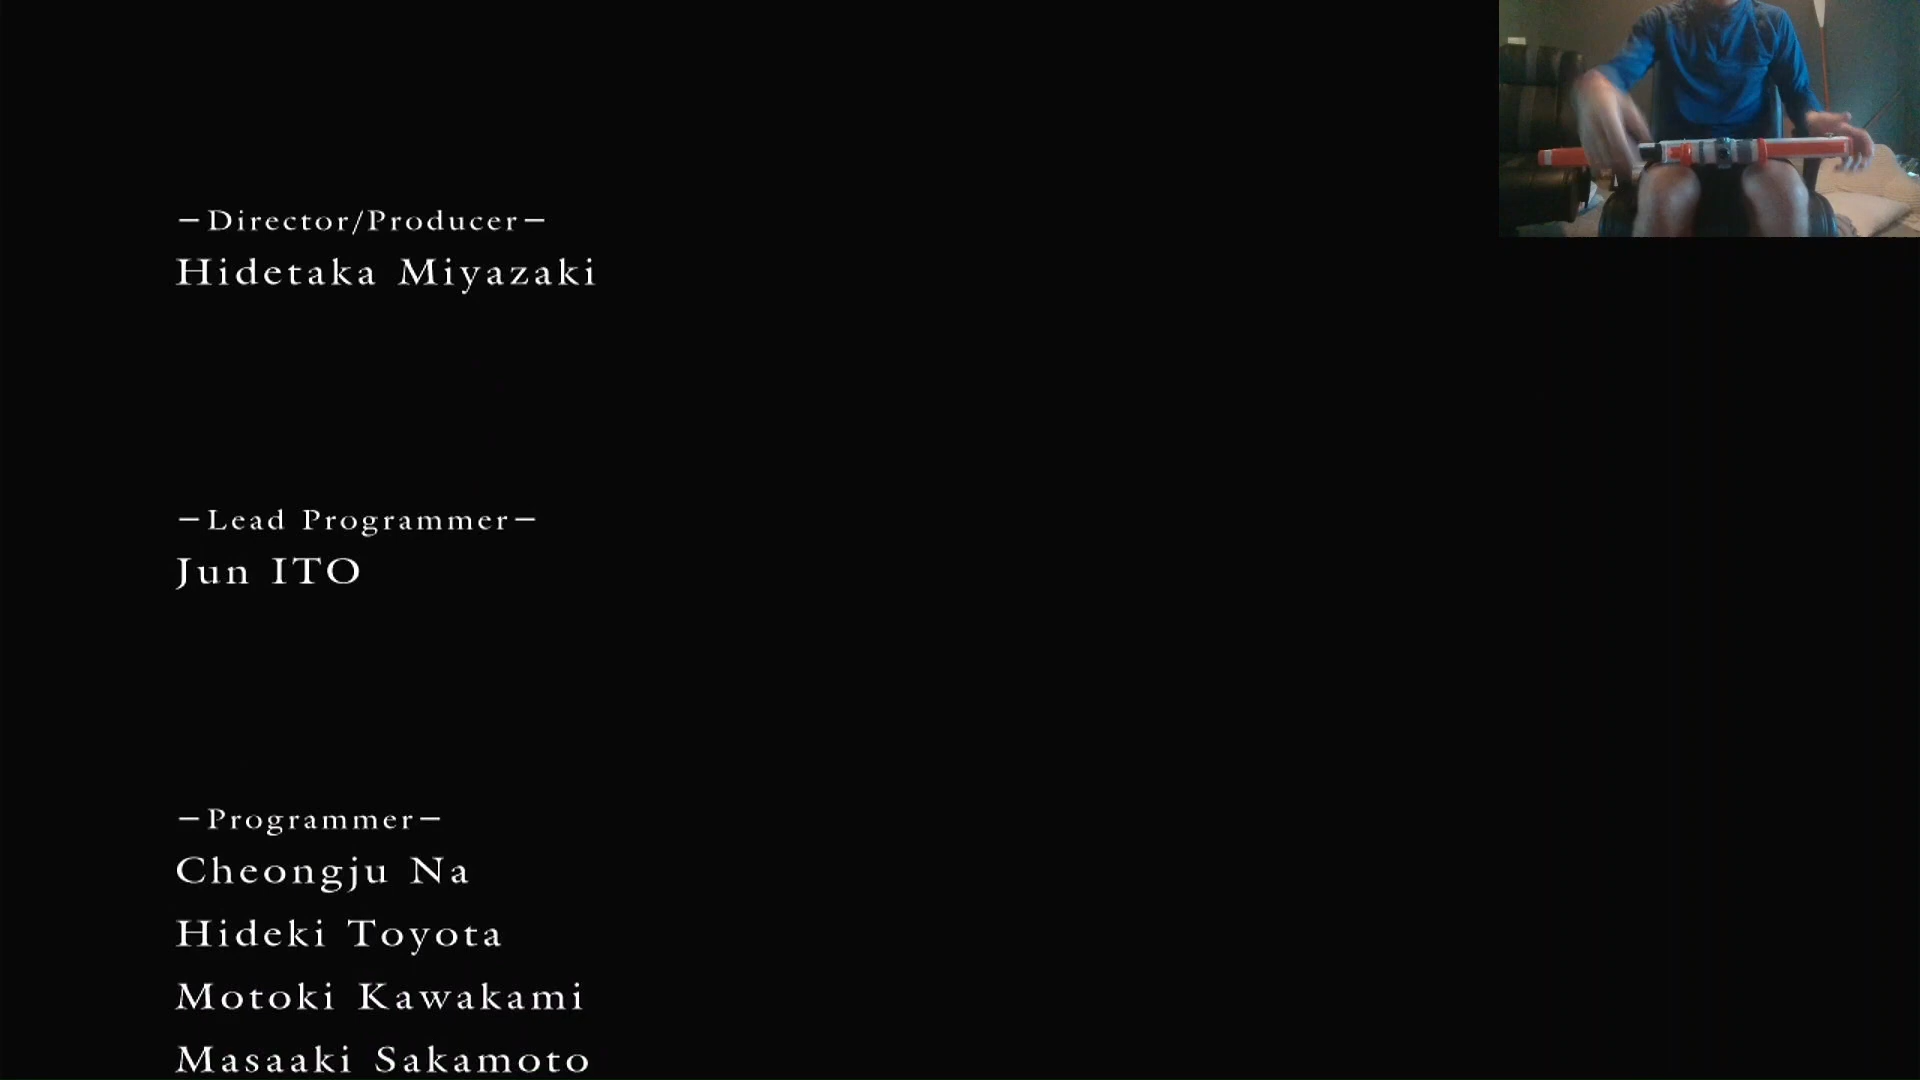 －Director/Producer－
Hidetaka Miyazaki
－Lead Programmer－
Jun ITO
－Programmer－
Cheongju Na
Hideki Toyota
Motoki Kawakami
Masaaki Sakamoto